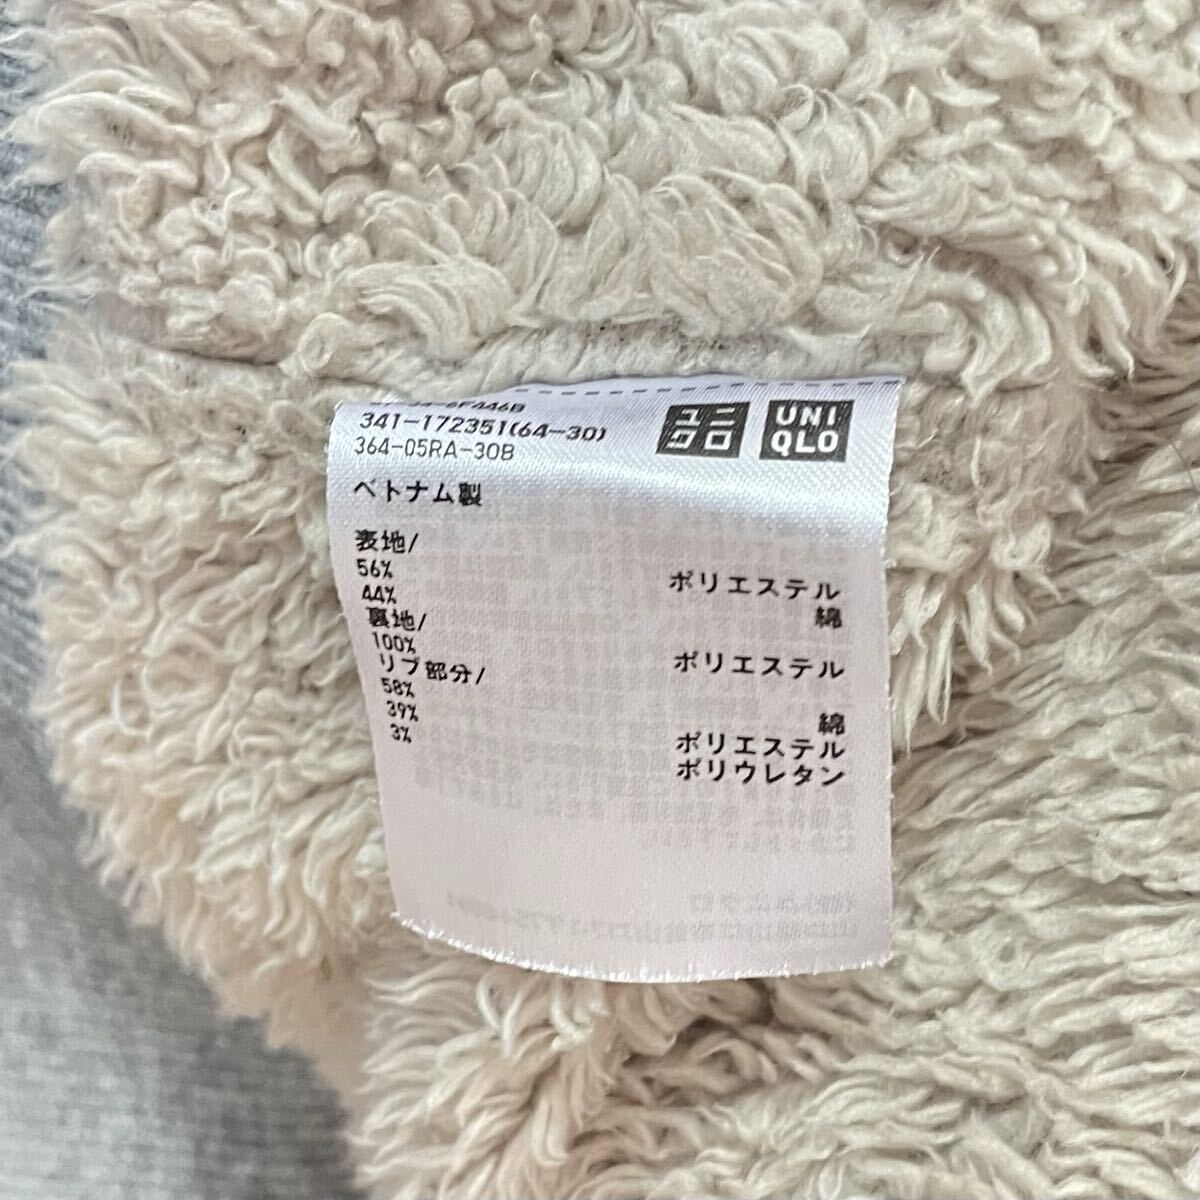 341-172351(64-30)
364-05RA-30B
ユニ
クロ
UNI
QLO
ベトナム製
表地/
56% ポリエステル
44% 綿
裏地/
100% ポリエステル
リブ部分/
58% 綿
39% ポリエステル
3% ポリウレタン